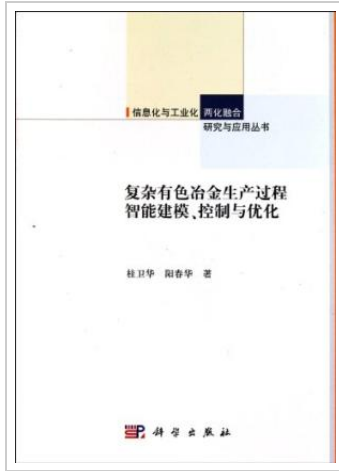 信息化与工业化 两化融合
研究与应用丛书
复杂有色冶金生产过程
智能建模、控制与优化
桂卫华 阳春华 著
科学出版社